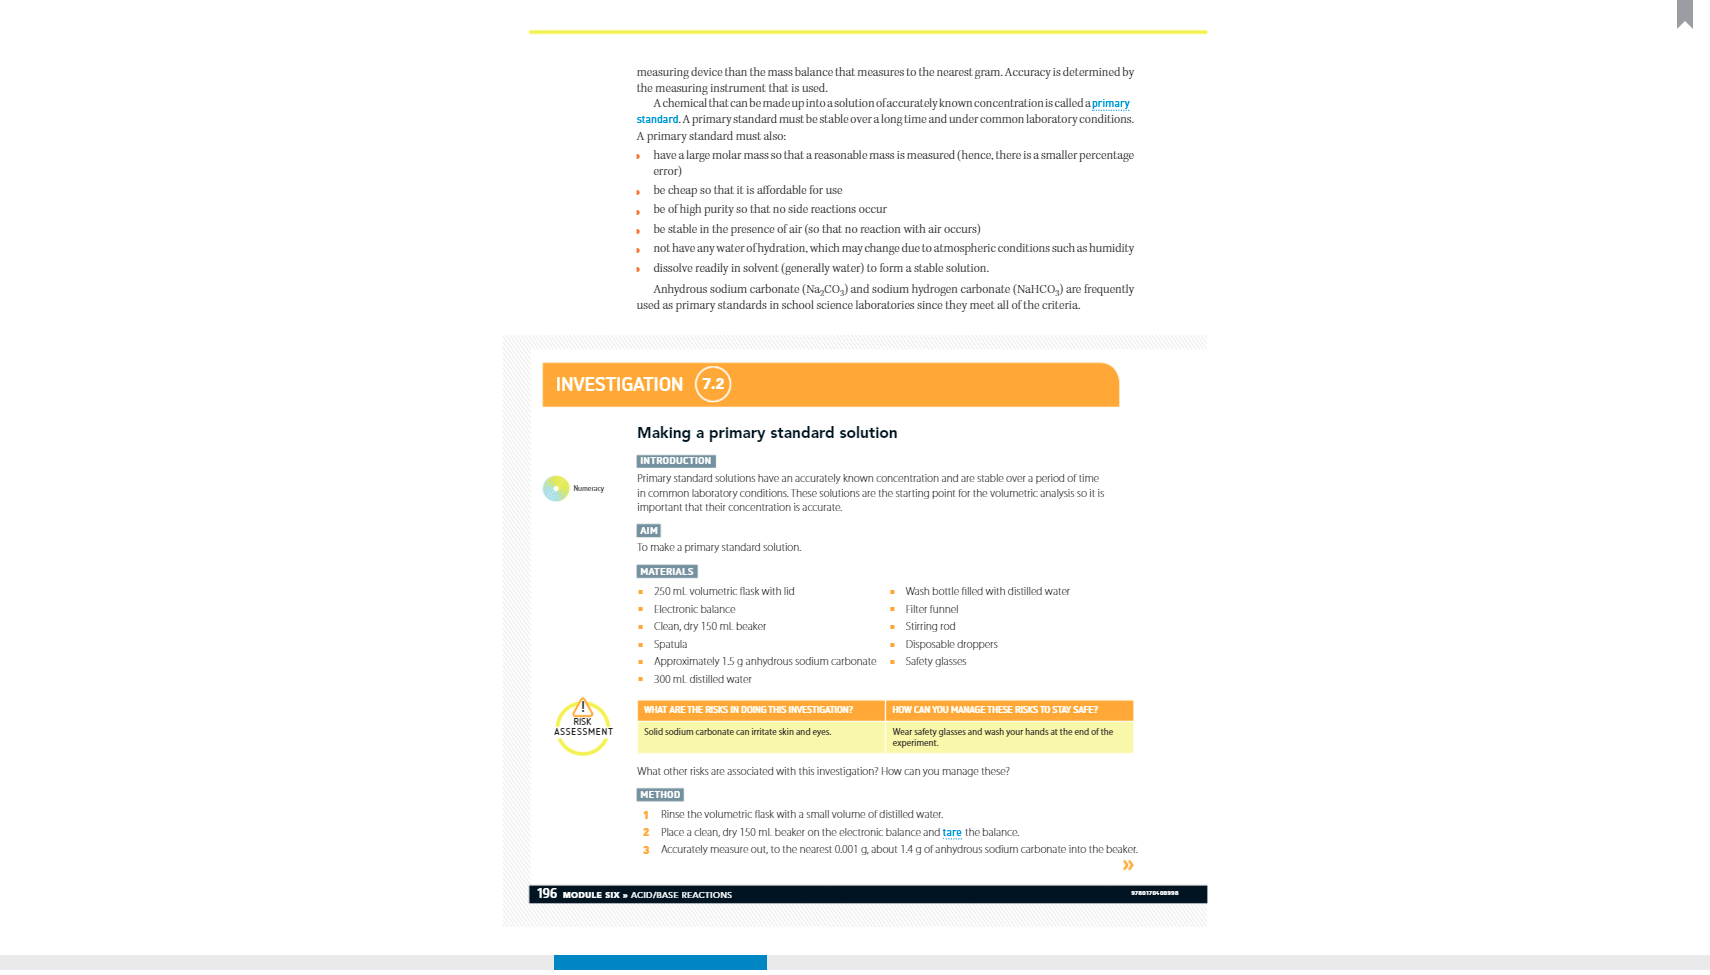 measuring device than the mass balance that measures to the nearest gram. Accuracy is determined by
the measuring instrument that is used.
A chemical that can be made up into a solution of accurately known concentration is called a primary
standard. A primary standard must be stable over a long time and under common laboratory conditions.
A primary standard must also:
have a large molar mass so that a reasonable mass is measured (hence, there is a smaller percentage
error)
be cheap so that it is affordable for use
be of high purity so that no side reactions occur
be stable in the presence of air (so that no reaction with air occurs)
not have any water of hydration, which may change due to atmospheric conditions such as humidity
dissolve readily in solvent (generally water) to form a stable solution.
Anhydrous sodium carbonate (Na₂CO₃) and sodium hydrogen carbonate (NaHCO₃) are frequently
used as primary standards in school science laboratories since they meet all of the criteria.
INVESTIGATION 7.2
Making a primary standard solution
INTRODUCTION
Numeracy
Primary standard solutions have an accurately known concentration and are stable over a period of time
in common laboratory conditions. These solutions are the starting point for the volumetric analysis so it is
important that their concentration is accurate.
AIM
To make a primary standard solution.
MATERIALS
250 mL volumetric flask with lid
Electronic balance
Clean, dry 150 mL beaker
Spatula
Approximately 1.5 g anhydrous sodium carbonate
300 mL distilled water
Wash bottle filled with distilled water
Filter funnel
Stirring rod
Disposable droppers
Safety glasses
RISK
ASSESSMENT
WHAT ARE THE RISKS IN DOING THIS INVESTIGATION? HOW CAN YOU MANAGE THESE RISKS TO STAY SAFE?
Solid sodium carbonate can irritate skin and eyes. Wear safety glasses and wash your hands at the end of the
experiment.
What other risks are associated with this investigation? How can you manage these?
METHOD
1 Rinse the volumetric flask with a small volume of distilled water.
2 Place a clean, dry 150 mL beaker on the electronic balance and tare the balance.
3 Accurately measure out, to the nearest 0.001 g, about 1.4 g of anhydrous sodium carbonate into the beaker.
»
196 MODULE SIX » ACID/BASE REACTIONS
9780170408998